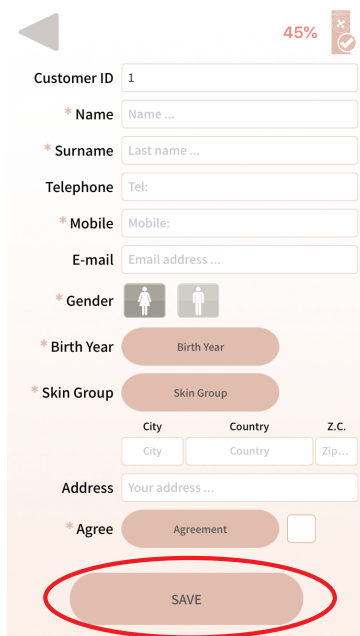 45%
Customer ID 1
* Name Name ...
* Surname Last name ...
Telephone Tel:
* Mobile Mobile:
E-mail Email address ...
* Gender
* Birth Year Birth Year
* Skin Group Skin Group
City Country Z.C.
City Country Zip...
Address Your address ...
* Agree Agreement
SAVE